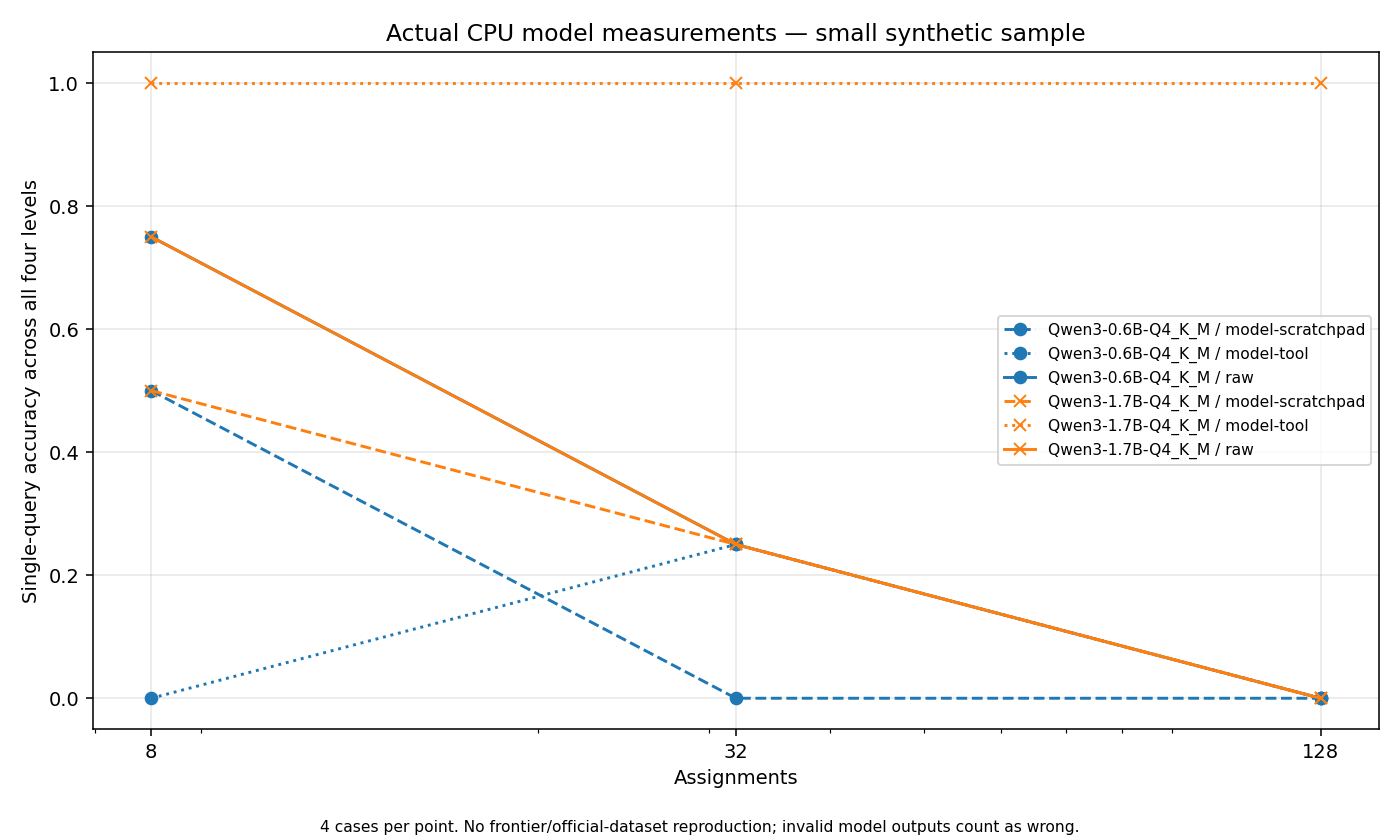 Actual CPU model measurements — small synthetic sample
Single-query accuracy across all four levels
1.0
0.8
0.6
0.4
0.2
0.0
Qwen3-0.6B-Q4_K_M / model-scratchpad
Qwen3-0.6B-Q4_K_M / model-tool
Qwen3-0.6B-Q4_K_M / raw
Qwen3-1.7B-Q4_K_M / model-scratchpad
Qwen3-1.7B-Q4_K_M / model-tool
Qwen3-1.7B-Q4_K_M / raw
8 32 128
Assignments
4 cases per point. No frontier/official-dataset reproduction; invalid model outputs count as wrong.